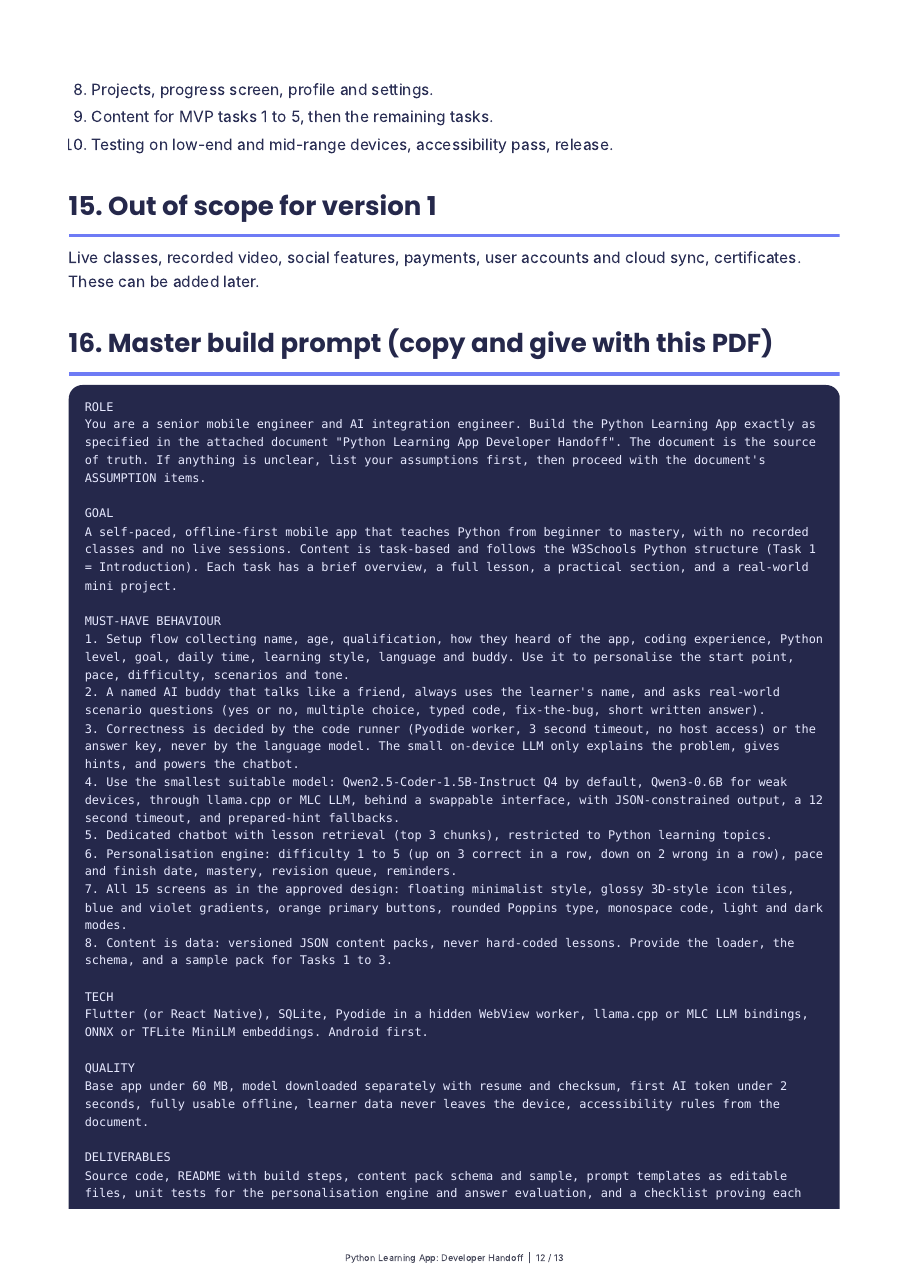 8. Projects, progress screen, profile and settings.
9. Content for MVP tasks 1 to 5, then the remaining tasks.
10. Testing on low-end and mid-range devices, accessibility pass, release.
15. Out of scope for version 1
Live classes, recorded video, social features, payments, user accounts and cloud sync, certificates.
These can be added later.
16. Master build prompt (copy and give with this PDF)
ROLE
You are a senior mobile engineer and AI integration engineer. Build the Python Learning App exactly as
specified in the attached document "Python Learning App Developer Handoff". The document is the source
of truth. If anything is unclear, list your assumptions first, then proceed with the document's
ASSUMPTION items.
GOAL
A self-paced, offline-first mobile app that teaches Python from beginner to mastery, with no recorded
classes and no live sessions. Content is task-based and follows the W3Schools Python structure (Task 1
= Introduction). Each task has a brief overview, a full lesson, a practical section, and a real-world
mini project.
MUST-HAVE BEHAVIOUR
1. Setup flow collecting name, age, qualification, how they heard of the app, coding experience, Python
level, goal, daily time, learning style, language and buddy. Use it to personalise the start point,
pace, difficulty, scenarios and tone.
2. A named AI buddy that talks like a friend, always uses the learner's name, and asks real-world
scenario questions (yes or no, multiple choice, typed code, fix-the-bug, short written answer).
3. Correctness is decided by the code runner (Pyodide worker, 3 second timeout, no host access) or the
answer key, never by the language model. The small on-device LLM only explains the problem, gives
hints, and powers the chatbot.
4. Use the smallest suitable model: Qwen2.5-Coder-1.5B-Instruct Q4 by default, Qwen3-0.6B for weak
devices, through llama.cpp or MLC LLM, behind a swappable interface, with JSON-constrained output, a 12
second timeout, and prepared-hint fallbacks.
5. Dedicated chatbot with lesson retrieval (top 3 chunks), restricted to Python learning topics.
6. Personalisation engine: difficulty 1 to 5 (up on 3 correct in a row, down on 2 wrong in a row), pace
and finish date, mastery, revision queue, reminders.
7. All 15 screens as in the approved design: floating minimalist style, glossy 3D-style icon tiles,
blue and violet gradients, orange primary buttons, rounded Poppins type, monospace code, light and dark
modes.
8. Content is data: versioned JSON content packs, never hard-coded lessons. Provide the loader, the
schema, and a sample pack for Tasks 1 to 3.
TECH
Flutter (or React Native), SQLite, Pyodide in a hidden WebView worker, llama.cpp or MLC LLM bindings,
ONNX or TFLite MiniLM embeddings. Android first.
QUALITY
Base app under 60 MB, model downloaded separately with resume and checksum, first AI token under 2
seconds, fully usable offline, learner data never leaves the device, accessibility rules from the
document.
DELIVERABLES
Source code, README with build steps, content pack schema and sample, prompt templates as editable
files, unit tests for the personalisation engine and answer evaluation, and a checklist proving each
Python Learning App: Developer Handoff | 12 / 13